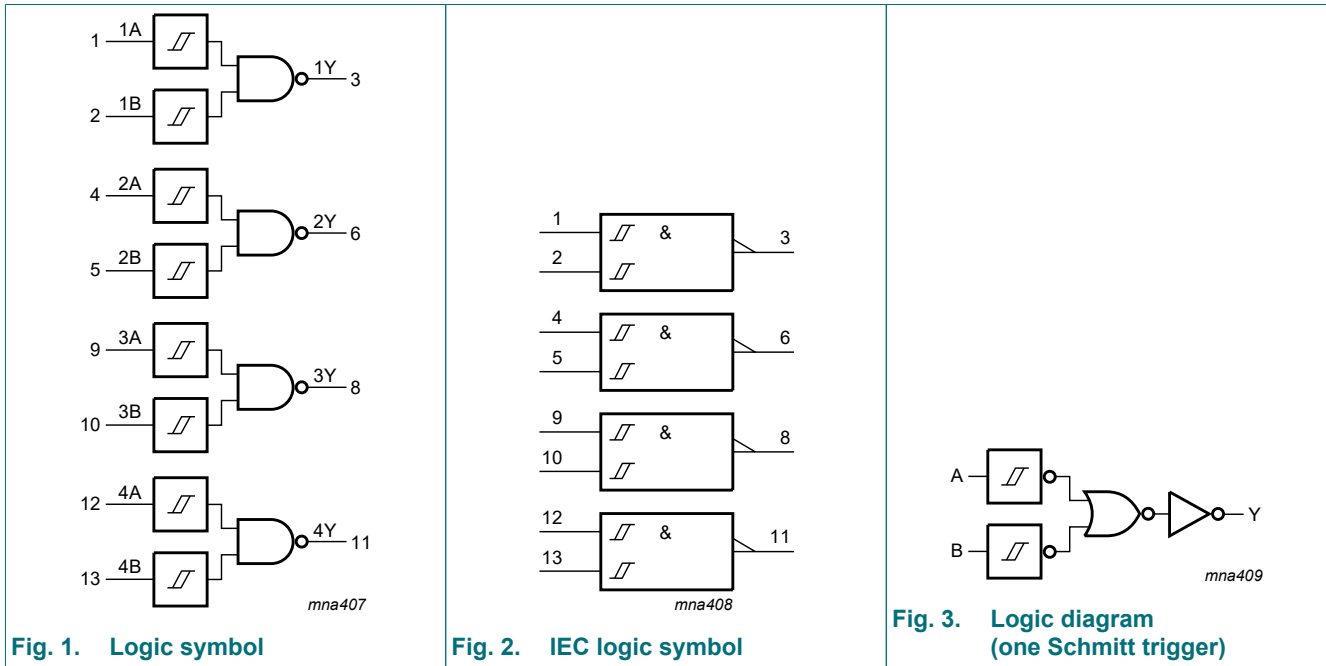 1 1A
1Y 3
2 1B
4 2A
2Y 6
5 2B
9 3A
3Y 8
10 3B
12 4A
4Y 11
13 4B
mna407
Fig. 1. Logic symbol
1 & 3
2
4 & 6
5
9 & 8
10
12 & 11
13
mna408
Fig. 2. IEC logic symbol
A
Y
B
mna409
Fig. 3. Logic diagram
(one Schmitt trigger)